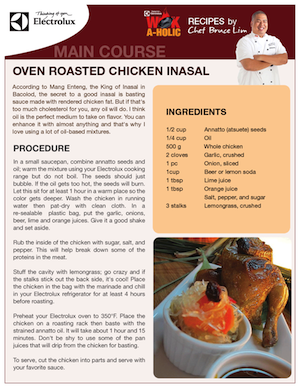 Thinking of you
Electrolux
Electrolux
WOK
A-HOLIC
RECIPES by
Chef Bruce Lim
MAIN COURSE
OVEN ROASTED CHICKEN INASAL
According to Mang Enteng, the King of Inasal in
Bacolod, the secret to a good inasal is basting
sauce made with rendered chicken fat. But if that's
too much cholesterol for you, any oil will do. I think
oil is the perfect medium to take on flavor. You can
enhance it with almost anything and that's why I
love using a lot of oil-based mixtures.
PROCEDURE
In a small saucepan, combine annatto seeds and
oil; warm the mixture using your Electrolux cooking
range but do not boil. The seeds should just
bubble. If the oil gets too hot, the seeds will burn.
Let this sit for at least 1 hour in a warm place so the
color gets deeper. Wash the chicken in running
water then pat-dry with clean cloth. In a
re-sealable plastic bag, put the garlic, onions,
beer, lime and orange juices. Give it a good shake
and set aside.
Rub the inside of the chicken with sugar, salt, and
pepper. This will help break down some of the
proteins in the meat.
Stuff the cavity with lemongrass; go crazy and if
the stalks stick out the back side, it's cool! Place
the chicken in the bag with the marinade and chill
in your Electrolux refrigerator for at least 4 hours
before roasting.
Preheat your Electrolux oven to 350°F. Place the
chicken on a roasting rack then baste with the
strained annatto oil. It will take about 1 hour and 15
minutes. Don't be shy to use some of the pan
juices that will drip from the chicken for basting.
To serve, cut the chicken into parts and serve with
your favorite sauce.
INGREDIENTS
1/2 cup Annatto (atsuete) seeds
1/4 cup Oil
500 g Whole chicken
2 cloves Garlic, crushed
1 pc Onion, sliced
1cup Beer or lemon soda
1 tbsp Lime juice
1 tbsp Orange juice
Salt, pepper, and sugar
3 stalks Lemongrass, crushed